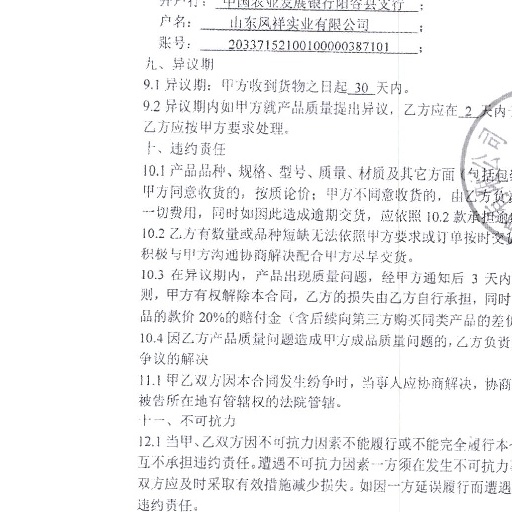 开户行： 中国农业发展银行阳谷县支行 ；
户名： 山东风祥实业有限公司 ；
账号： 20337152100100000387101 ；
九、异议期
9.1 异议期：甲方收到货物之日起 30 天内。
9.2 异议期内如甲方就产品质量提出异议，乙方应在 2 天内
乙方应按甲方要求处理。
十、违约责任
10.1 产品品种、规格、型号、质量、材质及其它方面（包括包
甲方同意收货的，按质论价；甲方不同意收货的，由乙方负
一切费用，同时如因此造成逾期交货，应依照 10.2 款承担逾
10.2 乙方有数量或品种短缺无法依照甲方要求或订单按时交
积极与甲方沟通协商解决配合甲方尽早交货。
10.3 在异议期内，产品出现质量问题，经甲方通知后 3 天内
则，甲方有权解除本合同，乙方的损失由乙方自行承担，同时
品的款价 20%的赔付金（含后续向第三方购买同类产品的差
10.4 因乙方产品质量问题造成甲方成品质量问题的，乙方负责
争议的解决
11.1 甲乙双方因本合同发生纷争时，当事人应协商解决，协商
被告所在地有管辖权的法院管辖。
十一、不可抗力
12.1 当甲、乙双方因不可抗力因素不能履行或不能完全履行本
互不承担违约责任。遭遇不可抗力因素一方须在发生不可抗力
双方应及时采取有效措施减少损失。如因一方延误履行而遭遇
违约责任。